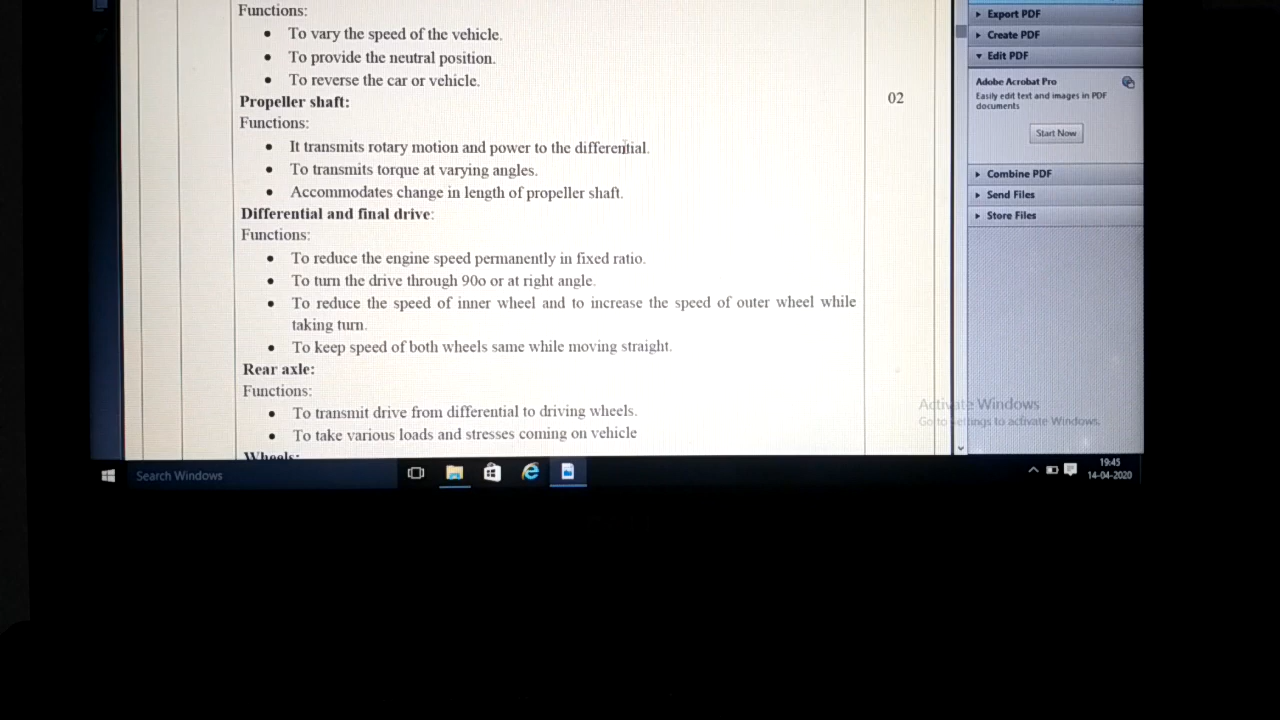 Functions:
• To vary the speed of the vehicle.
• To provide the neutral position.
• To reverse the car or vehicle.
Propeller shaft:
02
Functions:
• It transmits rotary motion and power to the differential.
• To transmits torque at varying angles.
• Accommodates change in length of propeller shaft.
Differential and final drive:
Functions:
• To reduce the engine speed permanently in fixed ratio.
• To turn the drive through 90o or at right angle.
• To reduce the speed of inner wheel and to increase the speed of outer wheel while
taking turn.
• To keep speed of both wheels same while moving straight.
Rear axle:
Functions:
• To transmit drive from differential to driving wheels.
• To take various loads and stresses coming on vehicle
Wheels:
Export PDF
Create PDF
Edit PDF
Adobe Acrobat Pro
Easily edit text and images in PDF
documents
Start Now
Combine PDF
Send Files
Store Files
Activate Windows
Go to Settings to activate Windows.
Search Windows
19:45
14-04-2020